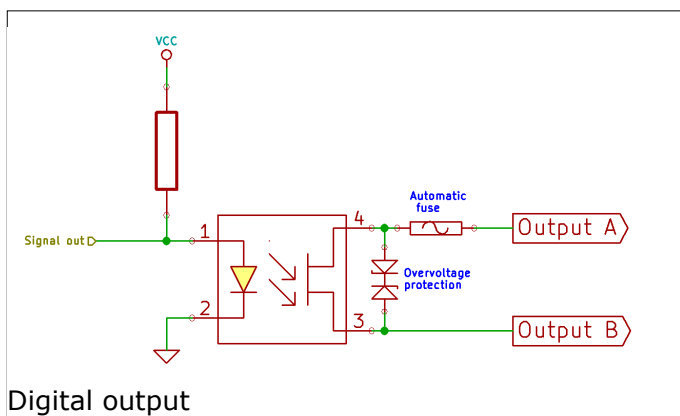 VCC
Signal out
1
2
4
3
Automatic
fuse
Overvoltage
protection
Output A
Output B
Digital output